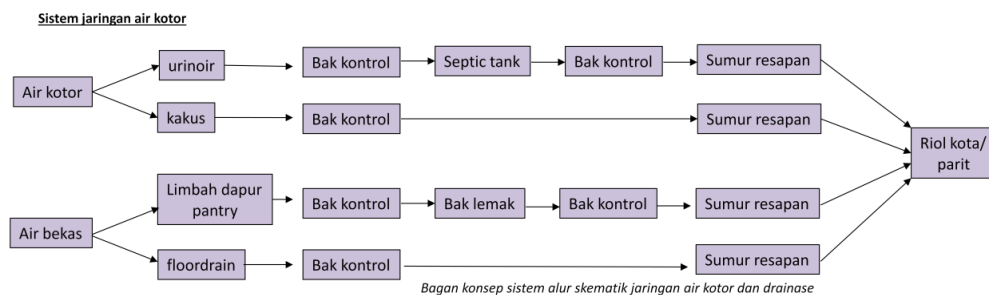 Sistem jaringan air kotor
Air kotor
urinoir
Bak kontrol
Septic tank
Bak kontrol
Sumur resapan
kakus
Bak kontrol
Sumur resapan
Riol kota/
parit
Air bekas
Limbah dapur
pantry
Bak kontrol
Bak lemak
Bak kontrol
Sumur resapan
floordrain
Bak kontrol
Sumur resapan
Bagan konsep sistem alur skematik jaringan air kotor dan drainase